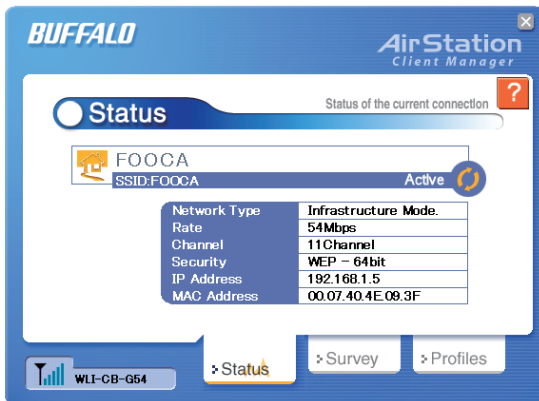 BUFFALO
AirStation
Client Manager
Status
Status of the current connection
?
FOOCA
SSID:FOOCA Active
Network Type Infrastructure Mode.
Rate 54Mbps
Channel 11Channel
Security WEP - 64bit
IP Address 192.168.1.5
MAC Address 00.07.40.4E.09.3F
WLI-CB-G54
Status
Survey
Profiles